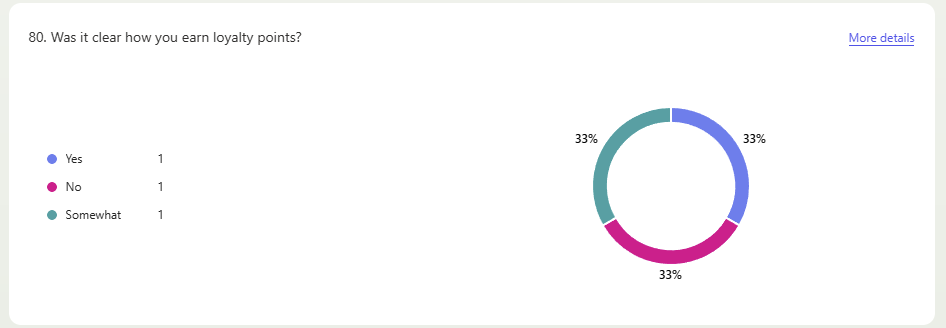 80. Was it clear how you earn loyalty points?
More details
Yes 1
No 1
Somewhat 1
33%
33%
33%